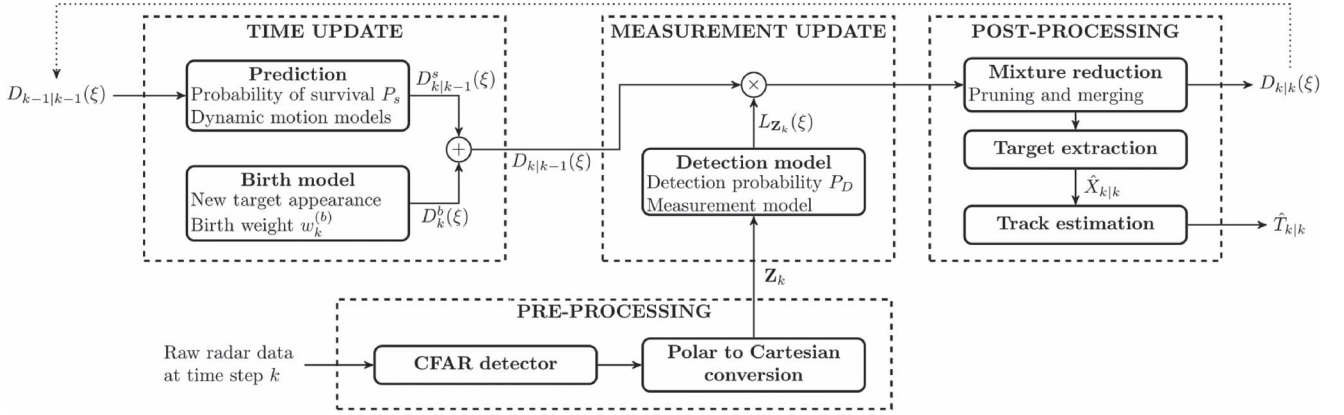 TIME UPDATE
MEASUREMENT UPDATE
POST-PROCESSING
D_{k-1|k-1}(ξ)
Prediction
Probability of survival P_s
Dynamic motion models
D^s_{k|k-1}(ξ)
+
Birth model
New target appearance
Birth weight w_k^{(b)}
D^b_k(ξ)
D_{k|k-1}(ξ)
×
L_{Z_k}(ξ)
Detection model
Detection probability P_D
Measurement model
Z_k
Mixture reduction
Pruning and merging
D_{k|k}(ξ)
Target extraction
X̂_{k|k}
Track estimation
T̂_{k|k}
PRE-PROCESSING
Raw radar data
at time step k
CFAR detector
Polar to Cartesian
conversion